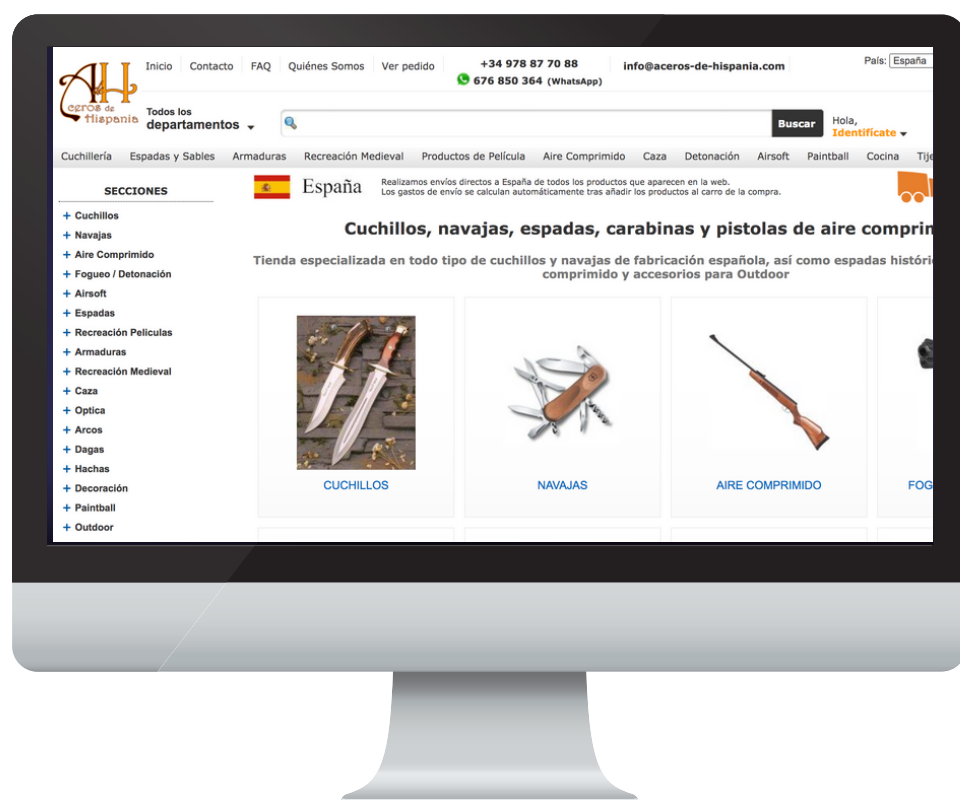 Inicio Contacto FAQ Quiénes Somos Ver pedido +34 978 87 70 88 info@aceros-de-hispania.com País: España
676 850 364 (WhatsApp)
AH
Aceros de
Hispania
Todos los
departamentos
Buscar
Hola,
Identifícate
Cuchillería Espadas y Sables Armaduras Recreación Medieval Productos de Película Aire Comprimido Caza Detonación Airsoft Paintball Cocina Tije
SECCIONES
+ Cuchillos
+ Navajas
+ Aire Comprimido
+ Fogueo / Detonación
+ Airsoft
+ Espadas
+ Recreación Peliculas
+ Armaduras
+ Recreación Medieval
+ Caza
+ Optica
+ Arcos
+ Dagas
+ Hachas
+ Decoración
+ Paintball
+ Outdoor
España
Realizamos envíos directos a España de todos los productos que aparecen en la web.
Los gastos de envío se calculan automáticamente tras añadir los productos al carro de la compra.
Cuchillos, navajas, espadas, carabinas y pistolas de aire comprim
Tienda especializada en todo tipo de cuchillos y navajas de fabricación española, así como espadas históri
comprimido y accesorios para Outdoor
CUCHILLOS
NAVAJAS
AIRE COMPRIMIDO
FOG